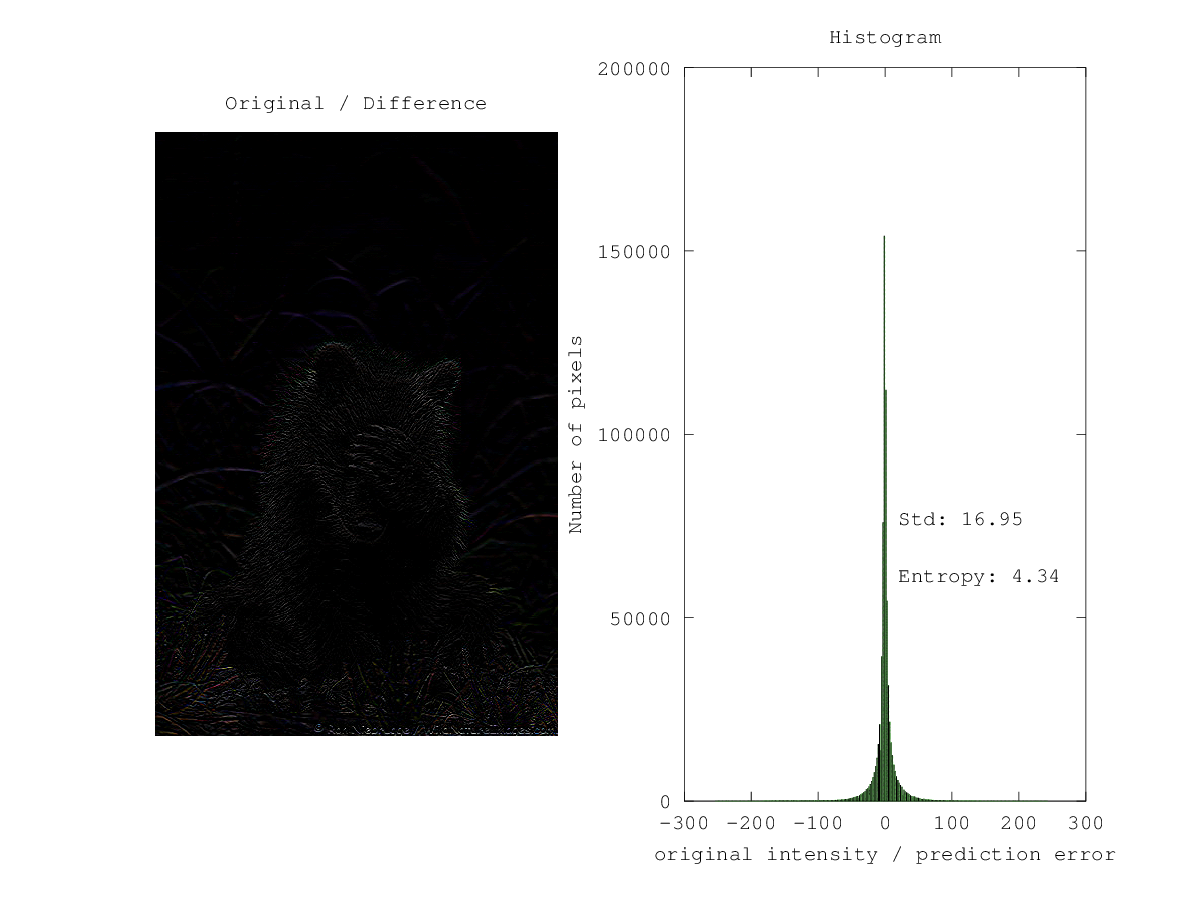 Original / Difference
Histogram
200000
150000
100000
50000
0
-300 -200 -100 0 100 200 300
Number of pixels
original intensity / prediction error
Std: 16.95
Entropy: 4.34